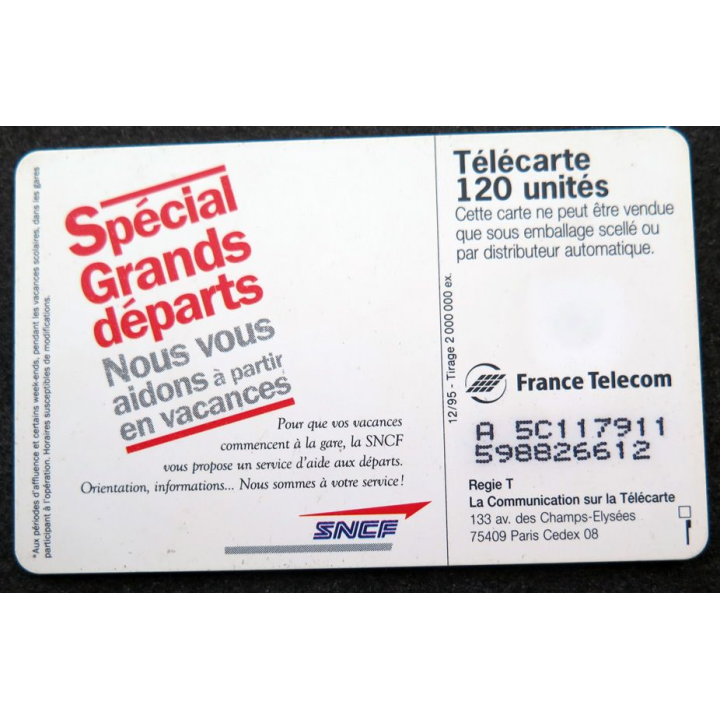 *Aux périodes d'affluence et certains week-ends, pendant les vacances scolaires, dans les gares
participant à l'opération. Horaires susceptibles de modifications.
Spécial
Grands
départs
Nous vous
aidons à partir
en vacances
Pour que vos vacances
commencent à la gare, la SNCF
vous propose un service d'aide aux départs.
Orientation, informations... Nous sommes à votre service!
SNCF
12/95 - Tirage 2 000 000 ex.
Télécarte
120 unités
Cette carte ne peut être vendue
que sous emballage scellé ou
par distributeur automatique.
France Telecom
A 5C117911
598826612
Regie T
La Communication sur la Télécarte
133 av. des Champs-Elysées
75409 Paris Cedex 08